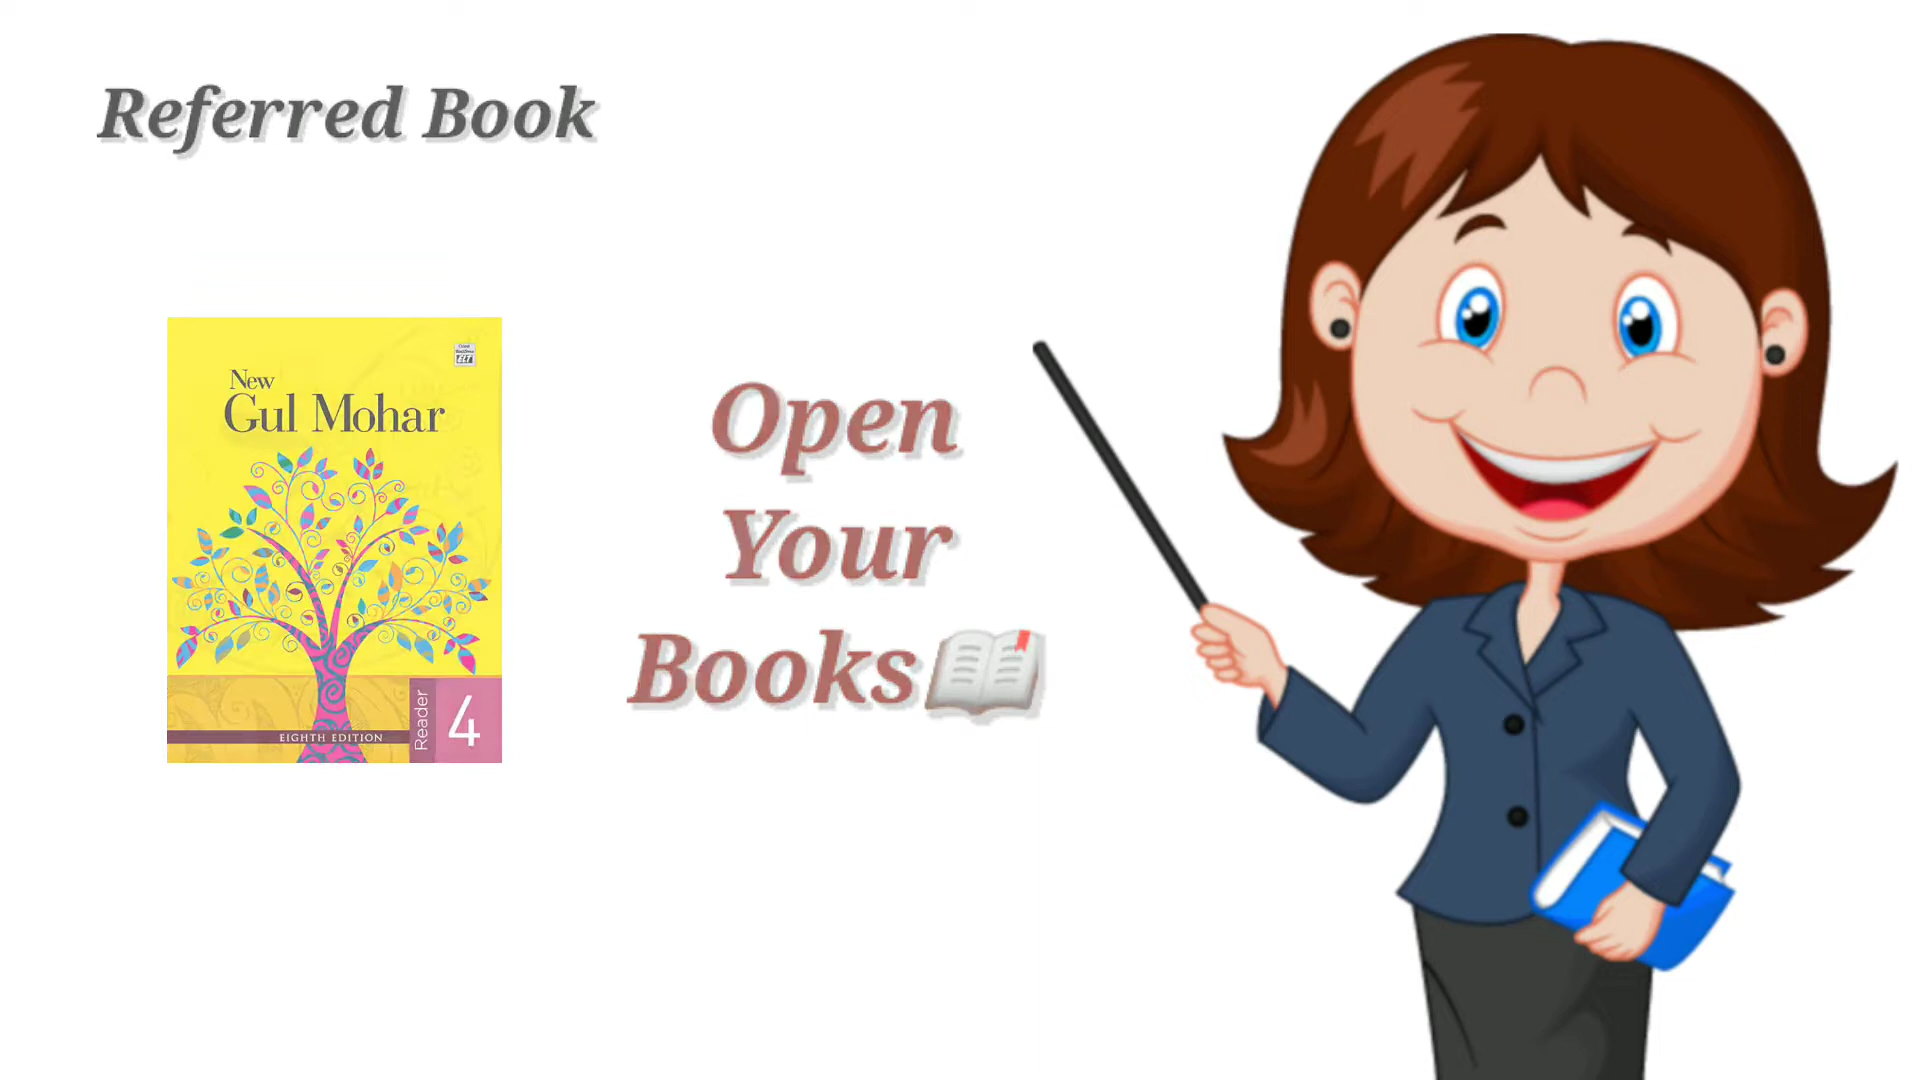 Referred Book
New
Gul Mohar
EIGHTH EDITION
Reader
4
Open
Your
Books